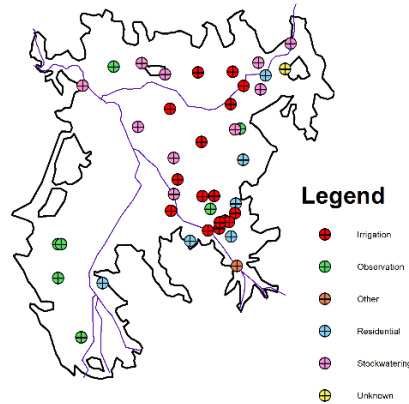 Legend
Irrigation
Observation
Other
Residential
Stockwatering
Unknown